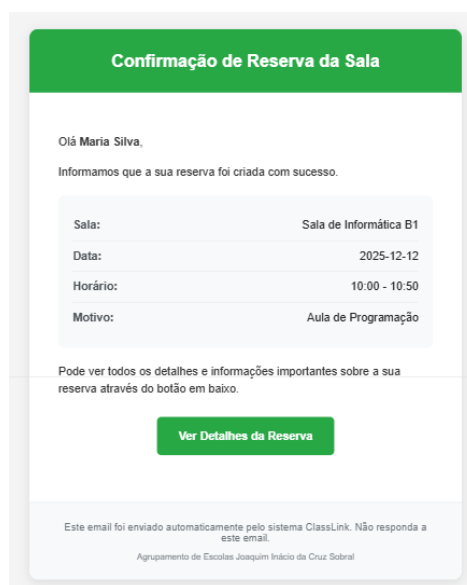 Confirmação de Reserva da Sala
Olá Maria Silva,
Informamos que a sua reserva foi criada com sucesso.
Sala: Sala de Informática B1
Data: 2025-12-12
Horário: 10:00 - 10:50
Motivo: Aula de Programação
Pode ver todos os detalhes e informações importantes sobre a sua
reserva através do botão em baixo.
Ver Detalhes da Reserva
Este email foi enviado automaticamente pelo sistema ClassLink. Não responda a
este email.
Agrupamento de Escolas Joaquim Inácio da Cruz Sobral